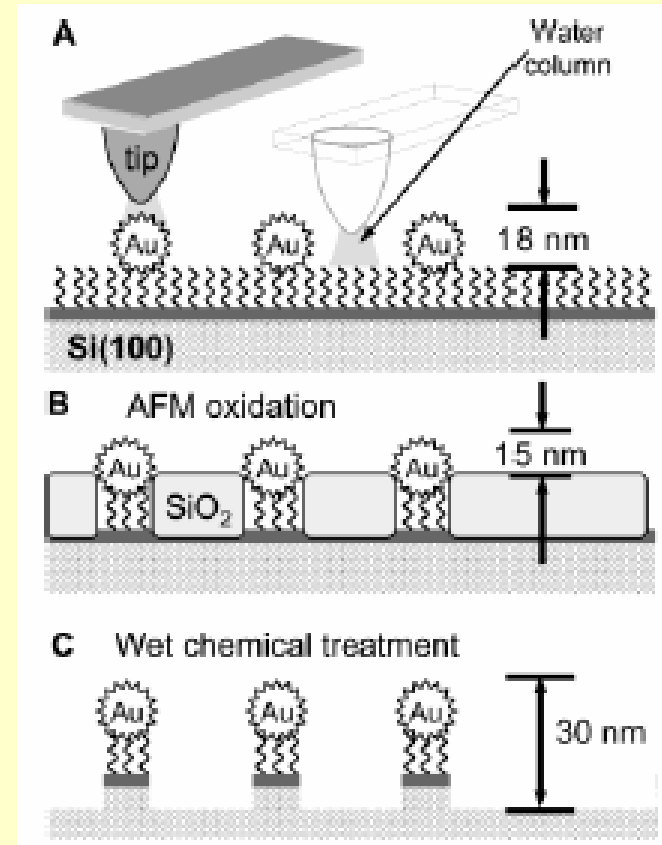 A
Water
column
tip
Au
Au
Au
18 nm
Si(100)
B AFM oxidation
15 nm
Au
Au
Au
SiO₂
C Wet chemical treatment
Au
Au
Au
30 nm